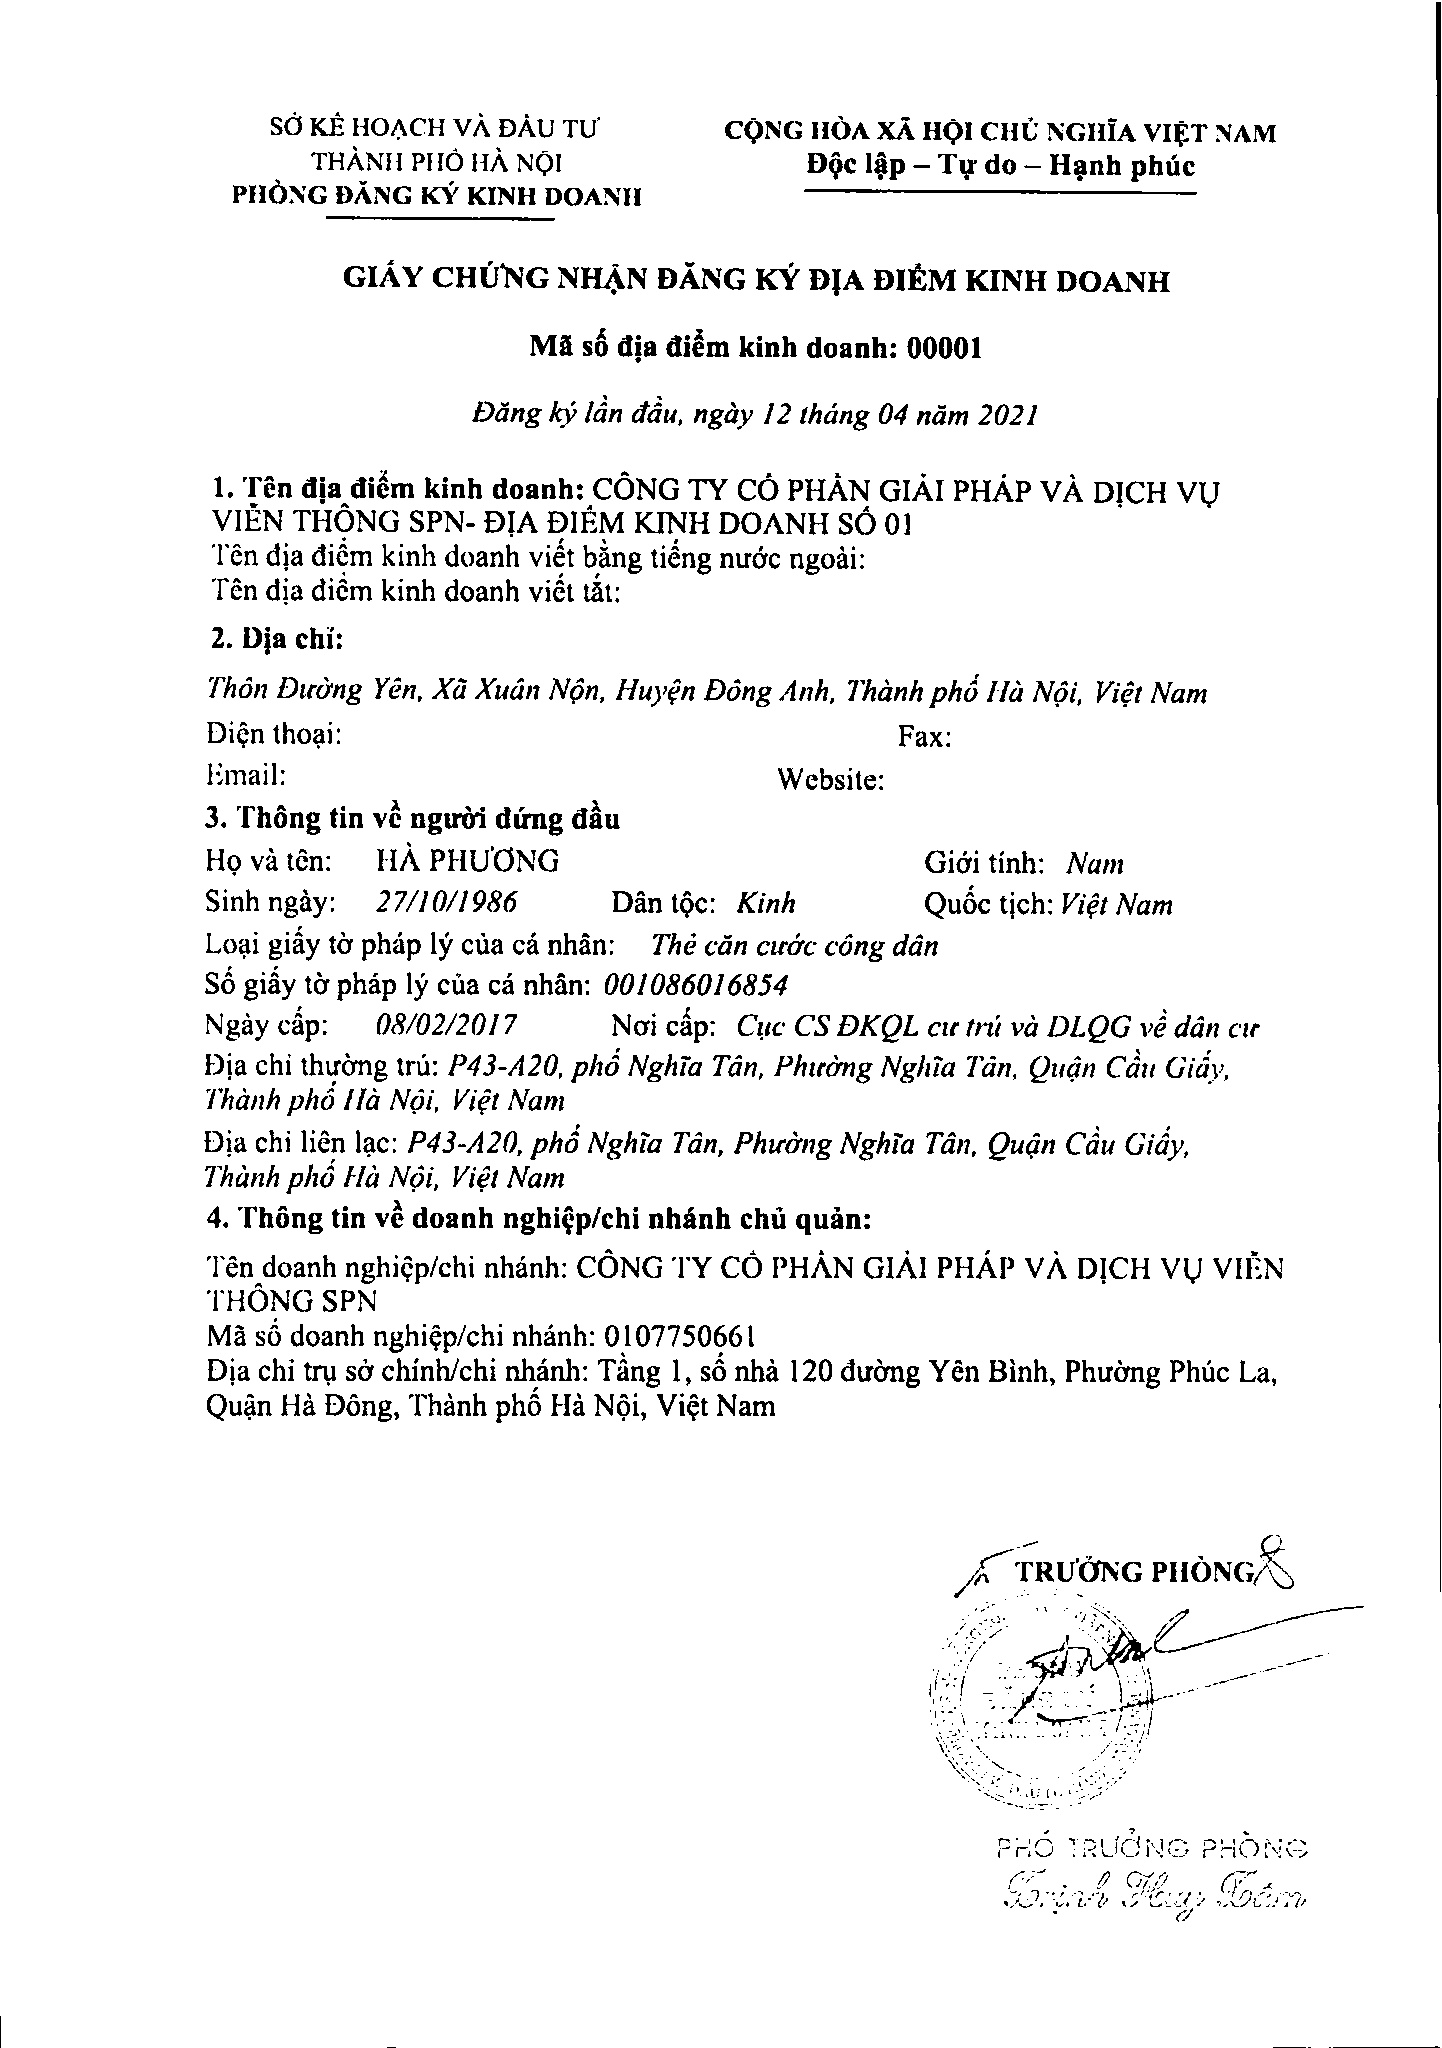 SỞ KẾ HOẠCH VÀ ĐẦU TƯ
THÀNH PHỐ HÀ NỘI
PHÒNG ĐĂNG KÝ KINH DOANH
CỘNG HÒA XÃ HỘI CHỦ NGHĨA VIỆT NAM
Độc lập – Tự do – Hạnh phúc
GIẤY CHỨNG NHẬN ĐĂNG KÝ ĐỊA ĐIỂM KINH DOANH
Mã số địa điểm kinh doanh: 00001
Đăng ký lần đầu, ngày 12 tháng 04 năm 2021
1. Tên địa điểm kinh doanh: CÔNG TY CỔ PHẦN GIẢI PHÁP VÀ DỊCH VỤ
VIỄN THÔNG SPN- ĐỊA ĐIỂM KINH DOANH SỐ 01
Tên địa điểm kinh doanh viết bằng tiếng nước ngoài:
Tên địa điểm kinh doanh viết tắt:
2. Địa chỉ:
Thôn Đường Yên, Xã Xuân Nộn, Huyện Đông Anh, Thành phố Hà Nội, Việt Nam
Điện thoại: Fax:
Email: Website:
3. Thông tin về người đứng đầu
Họ và tên: HÀ PHƯƠNG Giới tính: Nam
Sinh ngày: 27/10/1986 Dân tộc: Kinh Quốc tịch: Việt Nam
Loại giấy tờ pháp lý của cá nhân: Thẻ căn cước công dân
Số giấy tờ pháp lý của cá nhân: 001086016854
Ngày cấp: 08/02/2017 Nơi cấp: Cục CS ĐKQL cư trú và DLQG về dân cư
Địa chỉ thường trú: P43-A20, phố Nghĩa Tân, Phường Nghĩa Tân, Quận Cầu Giấy,
Thành phố Hà Nội, Việt Nam
Địa chỉ liên lạc: P43-A20, phố Nghĩa Tân, Phường Nghĩa Tân, Quận Cầu Giấy,
Thành phố Hà Nội, Việt Nam
4. Thông tin về doanh nghiệp/chi nhánh chủ quản:
Tên doanh nghiệp/chi nhánh: CÔNG TY CỔ PHẦN GIẢI PHÁP VÀ DỊCH VỤ VIỄN
THÔNG SPN
Mã số doanh nghiệp/chi nhánh: 0107750661
Địa chỉ trụ sở chính/chi nhánh: Tầng 1, số nhà 120 đường Yên Bình, Phường Phúc La,
Quận Hà Đông, Thành phố Hà Nội, Việt Nam
TRƯỞNG PHÒNG
PHÓ TRƯỞNG PHÒNG
Trịnh Huy Tâm